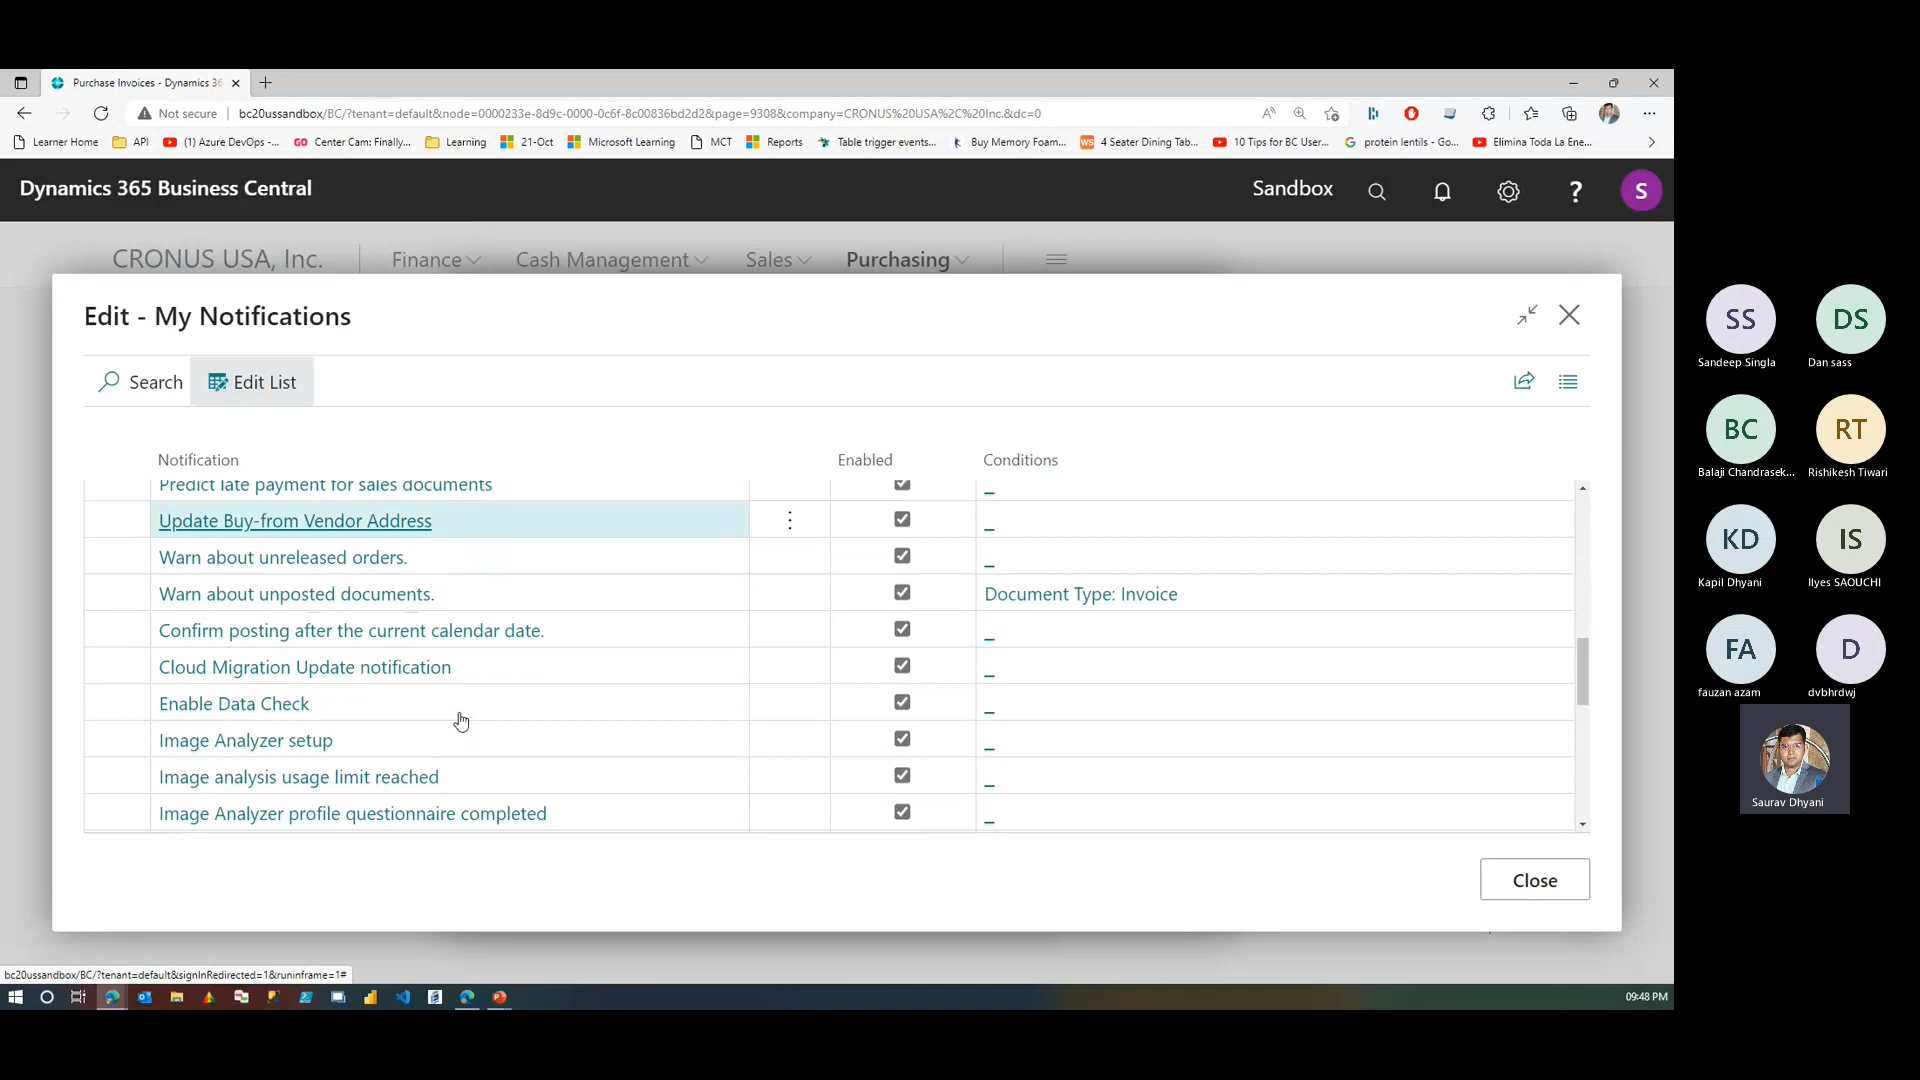 Purchase Invoices - Dynamics 36
Not secure
bc20ussandbox/BC/?tenant=default&node=0000233e-8d9c-0000-0c6f-8c00836bd2d2&page=9308&company=CRONUS%20USA%2C%20Inc.&dc=0
Learner Home
API
(1) Azure DevOps -...
GO Center Cam: Finally...
Learning
21-Oct
Microsoft Learning
MCT
Reports
Table trigger events...
Buy Memory Foam...
WS 4 Seater Dining Tab...
10 Tips for BC User...
protein lentils - Go...
Elimina Toda La Ene...
Dynamics 365 Business Central
Sandbox
?
S
CRONUS USA, Inc.
Finance
Cash Management
Sales
Purchasing
Edit - My Notifications
Search
Edit List
Notification
Enabled
Conditions
Predict late payment for sales documents
_
Update Buy-from Vendor Address
_
Warn about unreleased orders.
_
Warn about unposted documents.
Document Type: Invoice
Confirm posting after the current calendar date.
_
Cloud Migration Update notification
_
Enable Data Check
_
Image Analyzer setup
_
Image analysis usage limit reached
_
Image Analyzer profile questionnaire completed
_
Close
bc20ussandbox/BC/?tenant=default&signInRedirected=1&runinframe=1#
09:48 PM
SS
Sandeep Singla
DS
Dan sass
BC
Balaji Chandrasek...
RT
Rishikesh Tiwari
KD
Kapil Dhyani
IS
Ilyes SAOUCHI
FA
fauzan azam
D
dvbhrdwj
Saurav Dhyani